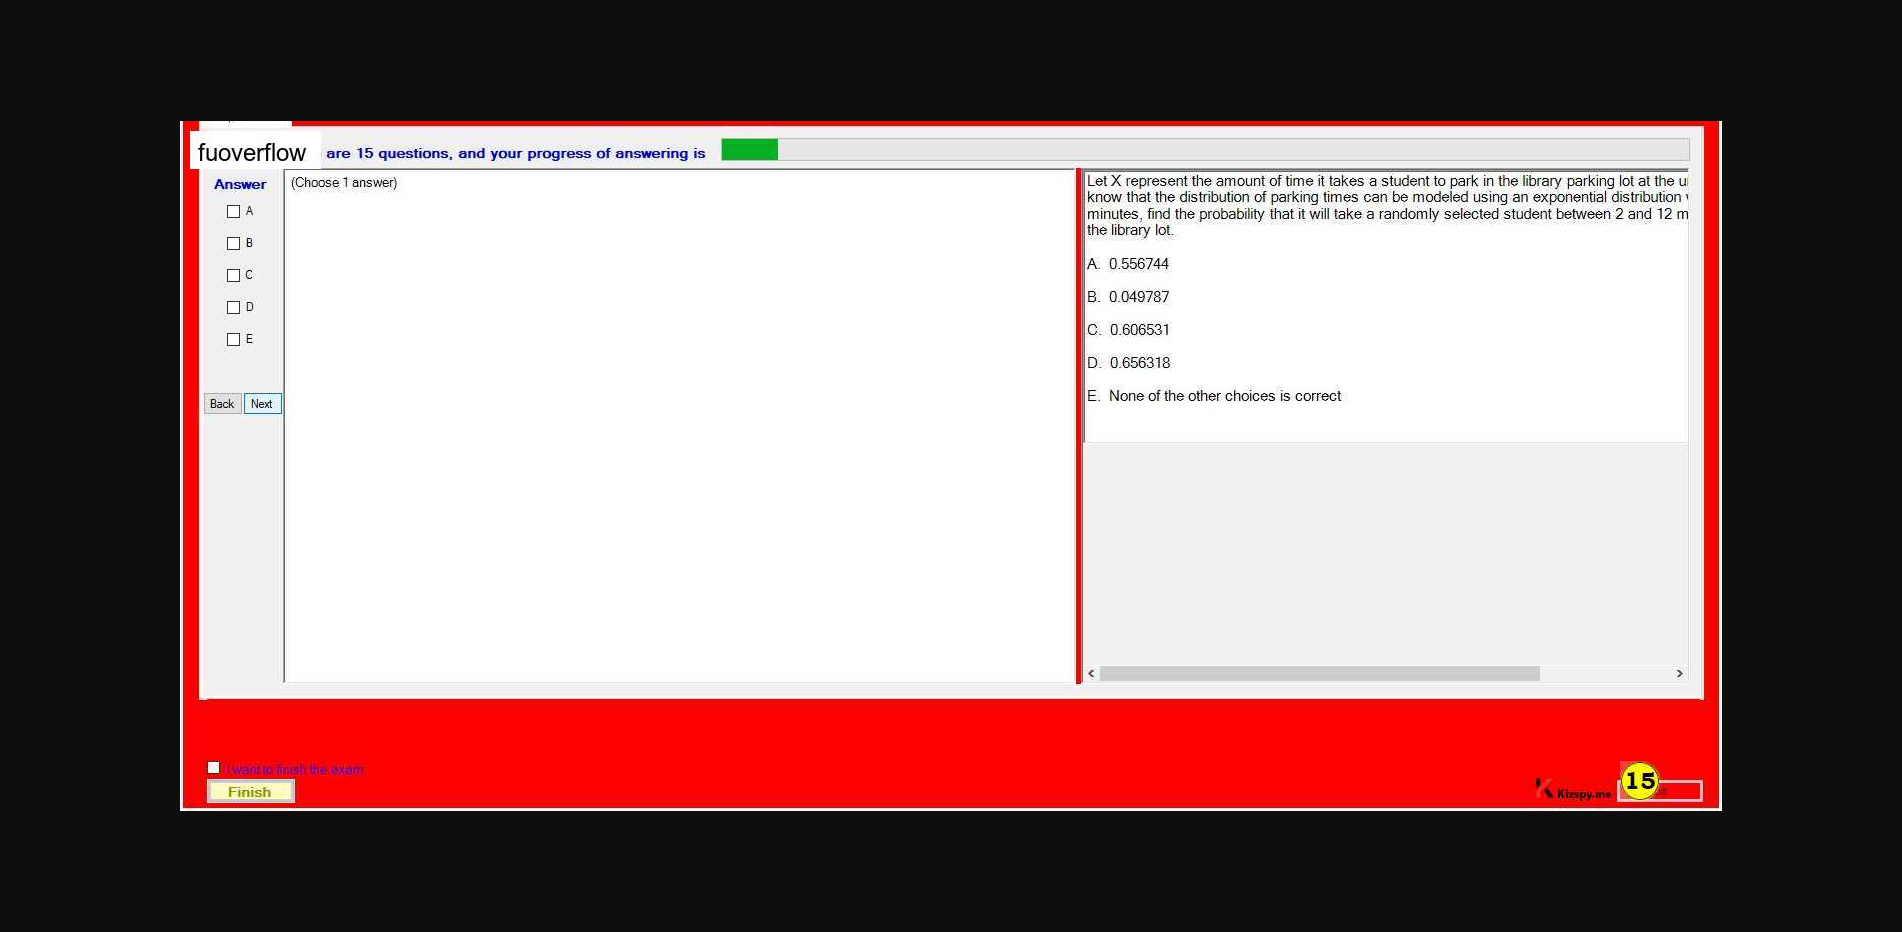 fuoverflow are 15 questions, and your progress of answering is
Answer
(Choose 1 answer)
A
B
C
D
E
Back Next
Let X represent the amount of time it takes a student to park in the library parking lot at the
know that the distribution of parking times can be modeled using an exponential distribution
minutes, find the probability that it will take a randomly selected student between 2 and 12 m
the library lot.
A. 0.556744
B. 0.049787
C. 0.606531
D. 0.656318
E. None of the other choices is correct
I want to finish the exam
Finish
Kizspy.me
15